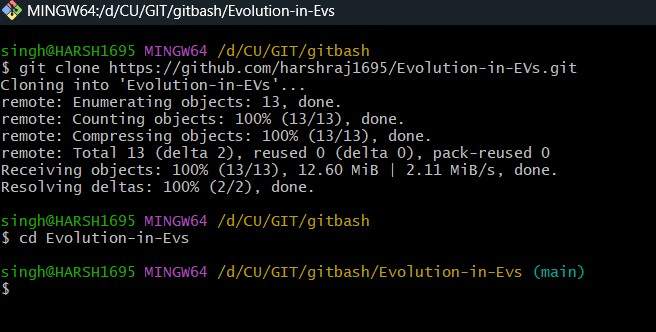 MINGW64:/d/CU/GIT/gitbash/Evolution-in-Evs
singh@HARSH1695 MINGW64 /d/CU/GIT/gitbash
$ git clone https://github.com/harshraj1695/Evolution-in-EVs.git
Cloning into 'Evolution-in-EVs'...
remote: Enumerating objects: 13, done.
remote: Counting objects: 100% (13/13), done.
remote: Compressing objects: 100% (13/13), done.
remote: Total 13 (delta 2), reused 0 (delta 0), pack-reused 0
Receiving objects: 100% (13/13), 12.60 MiB | 2.11 MiB/s, done.
Resolving deltas: 100% (2/2), done.
singh@HARSH1695 MINGW64 /d/CU/GIT/gitbash
$ cd Evolution-in-Evs
singh@HARSH1695 MINGW64 /d/CU/GIT/gitbash/Evolution-in-Evs (main)
$